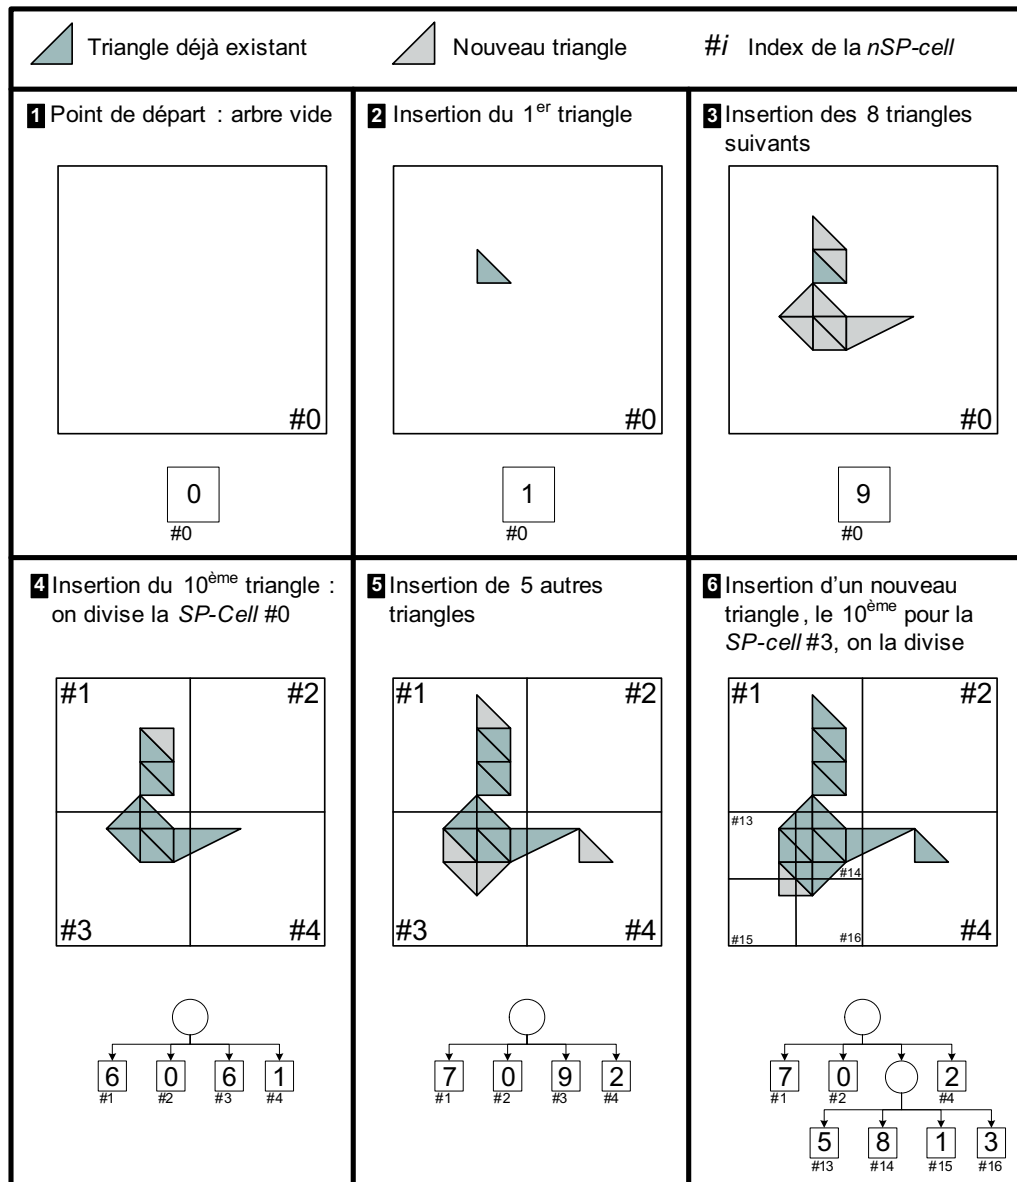 Triangle déjà existant
Nouveau triangle
#i Index de la nSP-cell
1 Point de départ : arbre vide
#0
0
#0
2 Insertion du 1er triangle
#0
1
#0
3 Insertion des 8 triangles
suivants
#0
9
#0
4 Insertion du 10ème triangle :
on divise la SP-Cell #0
#1 #2
#3 #4
6 0 6 1
#1 #2 #3 #4
5 Insertion de 5 autres
triangles
#1 #2
#3 #4
7 0 9 2
#1 #2 #3 #4
6 Insertion d'un nouveau
triangle, le 10ème pour la
SP-cell #3, on la divise
#1 #2
#13
#14
#15 #16 #4
7 0 2
#1 #2 #4
5 8 1 3
#13 #14 #15 #16